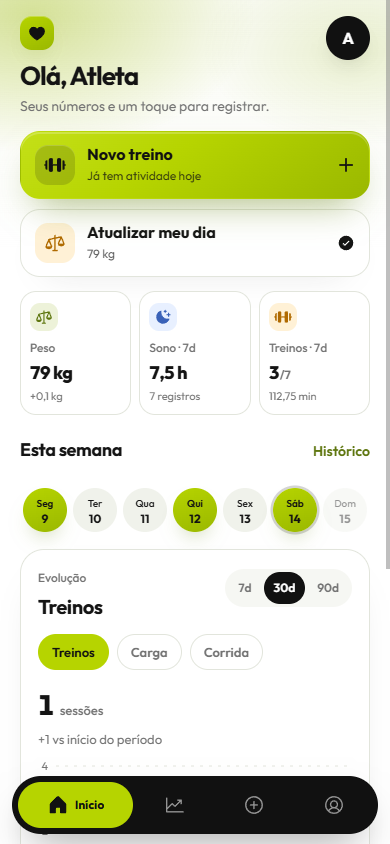 A
Olá, Atleta
Seus números e um toque para registrar.
Novo treino
Já tem atividade hoje
Atualizar meu dia
79 kg
Peso
79 kg
+0,1 kg
Sono · 7d
7,5 h
7 registros
Treinos · 7d
3/7
112,75 min
Esta semana
Histórico
Seg
9
Ter
10
Qua
11
Qui
12
Sex
13
Sáb
14
Dom
15
Evolução
Treinos
7d
30d
90d
Treinos
Carga
Corrida
1 sessões
+1 vs início do período
4
Início